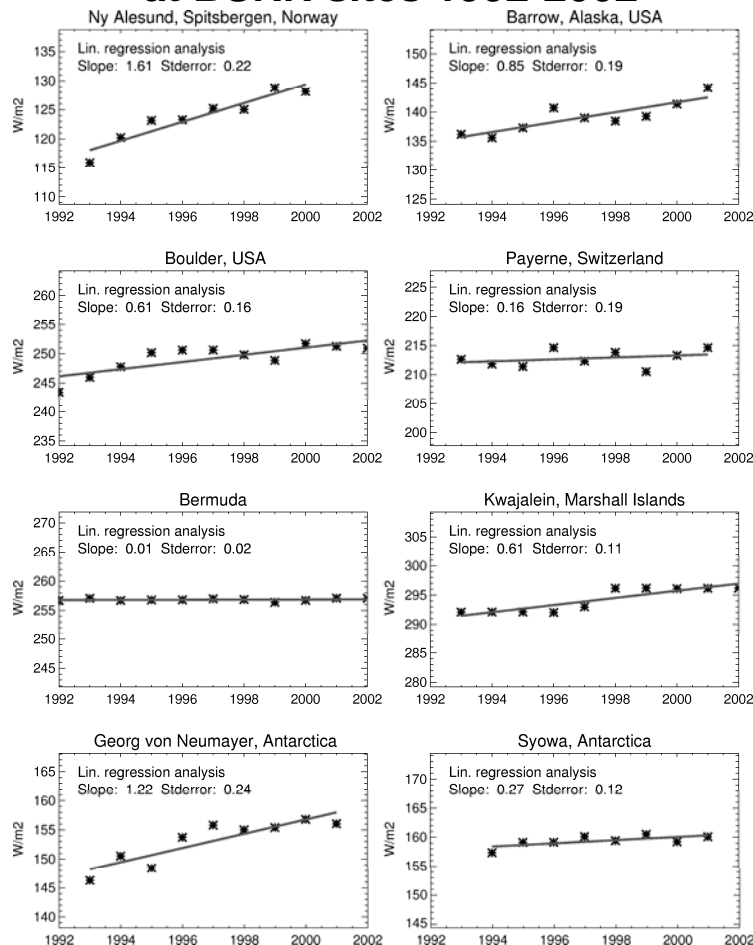 Ny Alesund, Spitsbergen, Norway
Lin. regression analysis
Slope: 1.61 Stderror: 0.22
W/m2
135
130
125
120
115
110
1992 1994 1996 1998 2000 2002
Barrow, Alaska, USA
Lin. regression analysis
Slope: 0.85 Stderror: 0.19
W/m2
150
145
140
135
130
125
1992 1994 1996 1998 2000 2002
Boulder, USA
Lin. regression analysis
Slope: 0.61 Stderror: 0.16
W/m2
260
255
250
245
240
235
1992 1994 1996 1998 2000 2002
Payerne, Switzerland
Lin. regression analysis
Slope: 0.16 Stderror: 0.19
W/m2
225
220
215
210
205
200
1992 1994 1996 1998 2000 2002
Bermuda
Lin. regression analysis
Slope: 0.01 Stderror: 0.02
W/m2
270
265
260
255
250
245
1992 1994 1996 1998 2000 2002
Kwajalein, Marshall Islands
Lin. regression analysis
Slope: 0.61 Stderror: 0.11
W/m2
305
300
295
290
285
280
1992 1994 1996 1998 2000 2002
Georg von Neumayer, Antarctica
Lin. regression analysis
Slope: 1.22 Stderror: 0.24
W/m2
165
160
155
150
145
140
1992 1994 1996 1998 2000 2002
Syowa, Antarctica
Lin. regression analysis
Slope: 0.27 Stderror: 0.12
W/m2
170
165
160
155
150
145
1992 1994 1996 1998 2000 2002